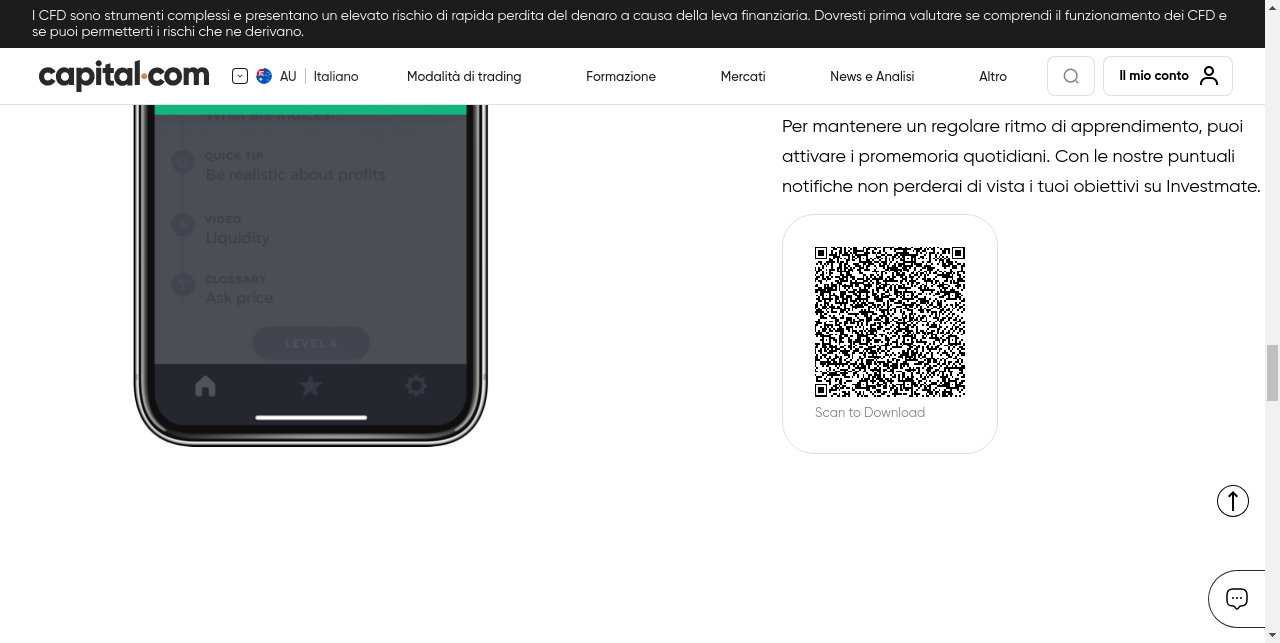 I CFD sono strumenti complessi e presentano un elevato rischio di rapida perdita del denaro a causa della leva finanziaria. Dovresti prima valutare se comprendi il funzionamento dei CFD e
se puoi permetterti i rischi che ne derivano.
capital.com
AU
Italiano
Modalità di trading
Formazione
Mercati
News e Analisi
Altro
Il mio conto
What are indices?
QUICK TIP
Be realistic about profits
VIDEO
Liquidity
GLOSSARY
Ask price
LEVEL 4
Per mantenere un regolare ritmo di apprendimento, puoi
attivare i promemoria quotidiani. Con le nostre puntuali
notifiche non perderai di vista i tuoi obiettivi su Investmate.
Scan to Download